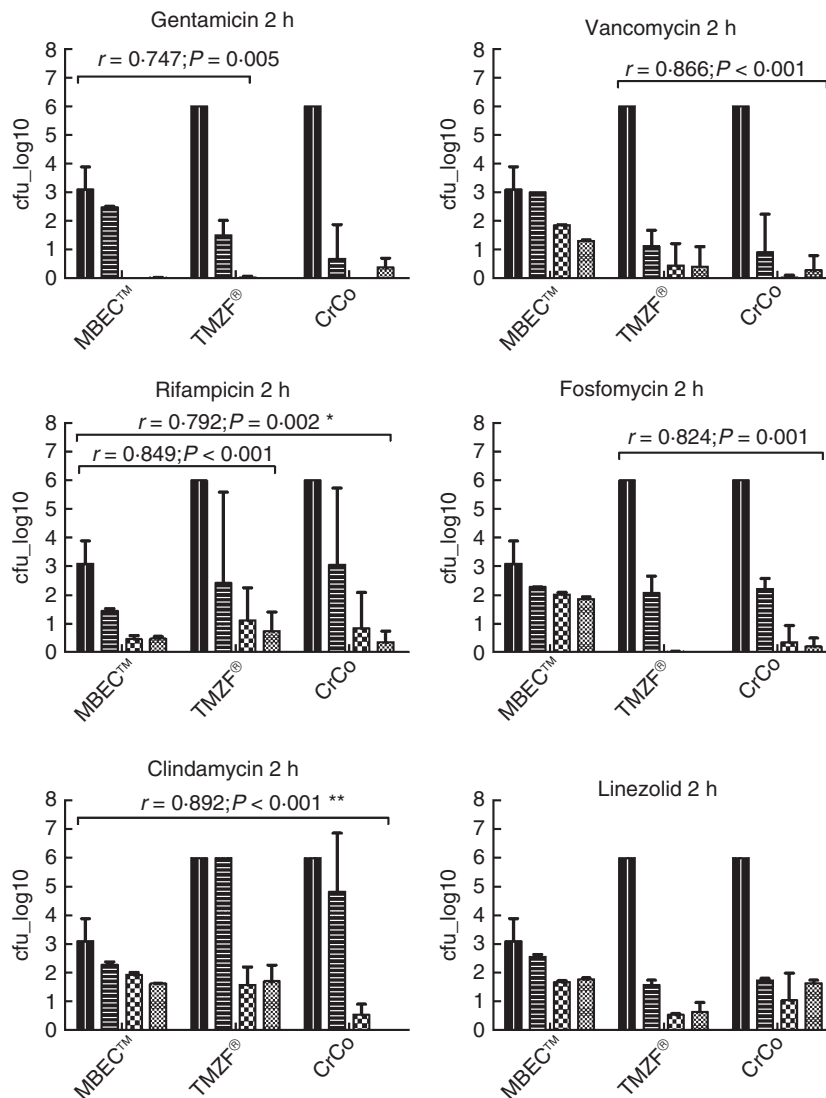 Gentamicin 2 h
8
7
6
5
4
3
2
1
0
cfu_log10
r = 0·747;P = 0·005
MBEC™
TMZF®
CrCo
Vancomycin 2 h
8
7
6
5
4
3
2
1
0
cfu_log10
r = 0·866;P < 0·001
MBEC™
TMZF®
CrCo
Rifampicin 2 h
8
7
6
5
4
3
2
1
0
cfu_log10
r = 0·792;P = 0·002 *
r = 0·849;P < 0·001
MBEC™
TMZF®
CrCo
Fosfomycin 2 h
8
7
6
5
4
3
2
1
0
cfu_log10
r = 0·824;P = 0·001
MBEC™
TMZF®
CrCo
Clindamycin 2 h
8
7
6
5
4
3
2
1
0
cfu_log10
r = 0·892;P < 0·001 **
MBEC™
TMZF®
CrCo
Linezolid 2 h
8
7
6
5
4
3
2
1
0
cfu_log10
MBEC™
TMZF®
CrCo